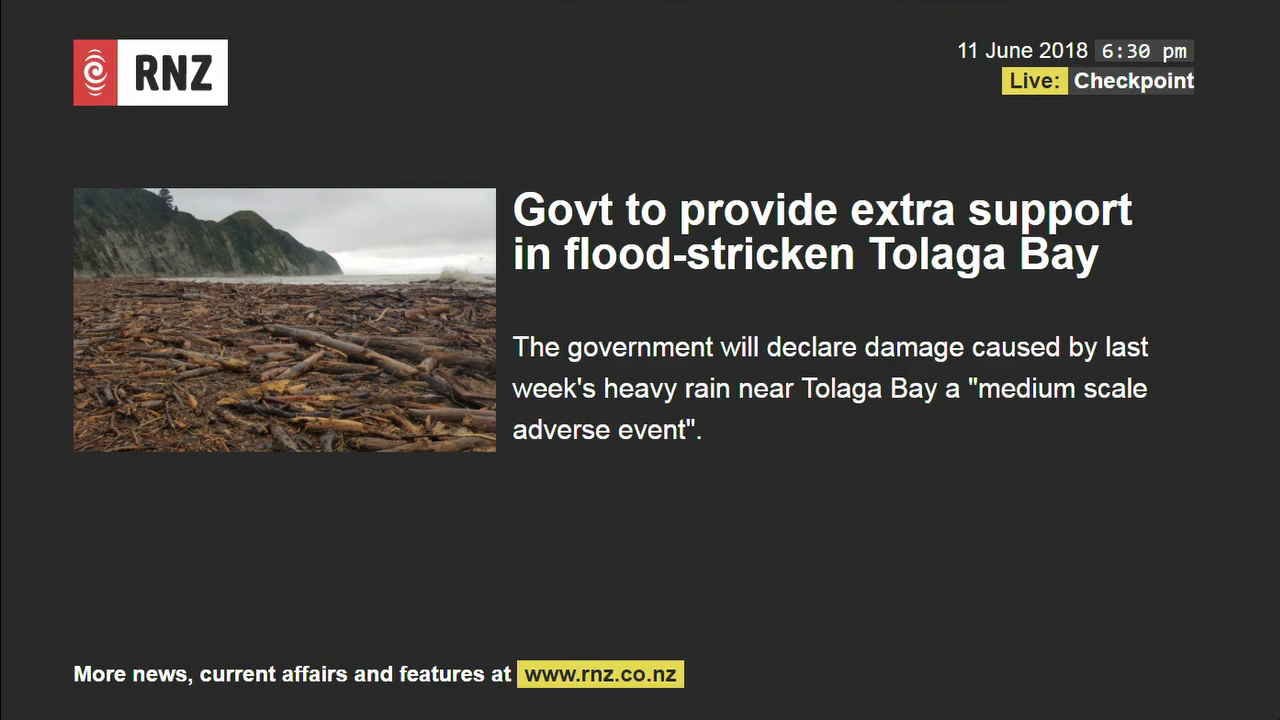 RNZ
11 June 2018 6:30 pm
Live: Checkpoint
Govt to provide extra support
in flood-stricken Tolaga Bay
The government will declare damage caused by last
week's heavy rain near Tolaga Bay a "medium scale
adverse event".
More news, current affairs and features at www.rnz.co.nz